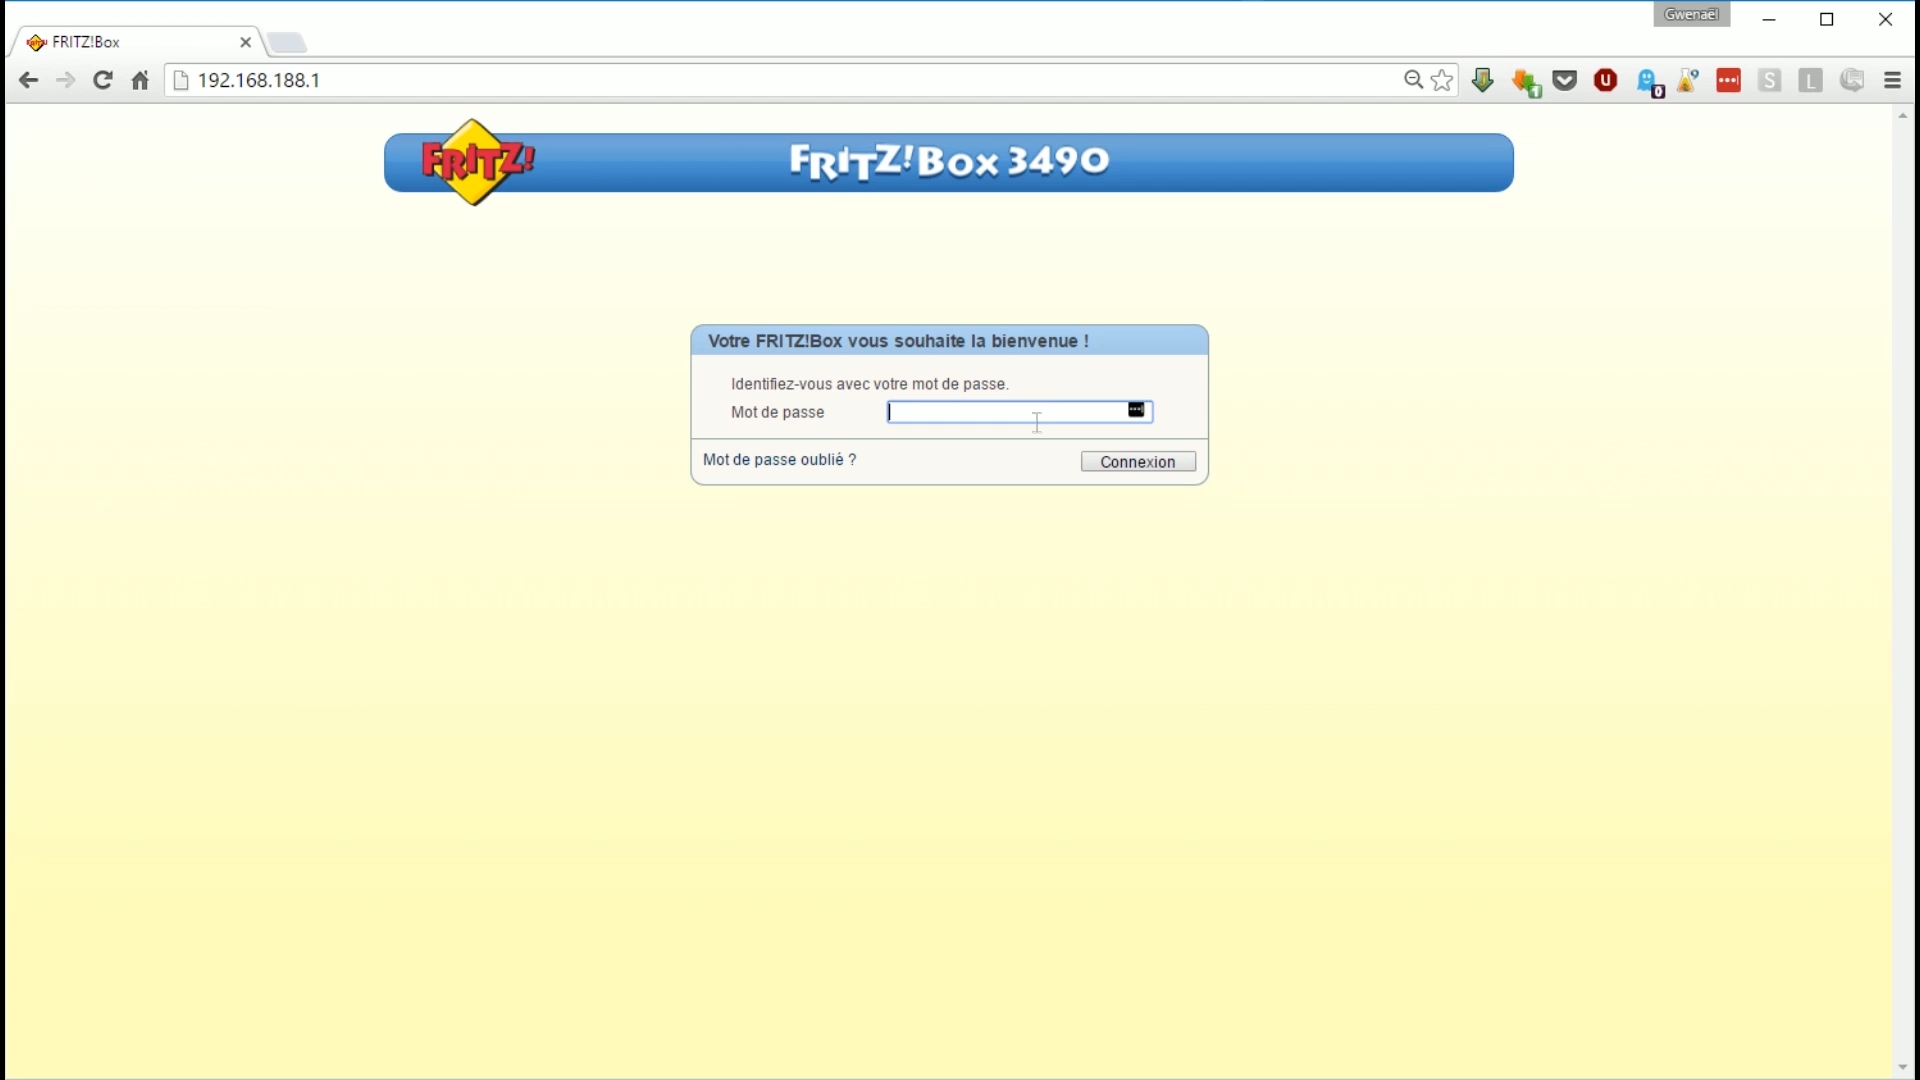 Gwenaël
FRITZ!Box
192.168.188.1
FRITZ!
FRITZ!Box 3490
Votre FRITZ!Box vous souhaite la bienvenue !
Identifiez-vous avec votre mot de passe.
Mot de passe
Mot de passe oublié ?
Connexion